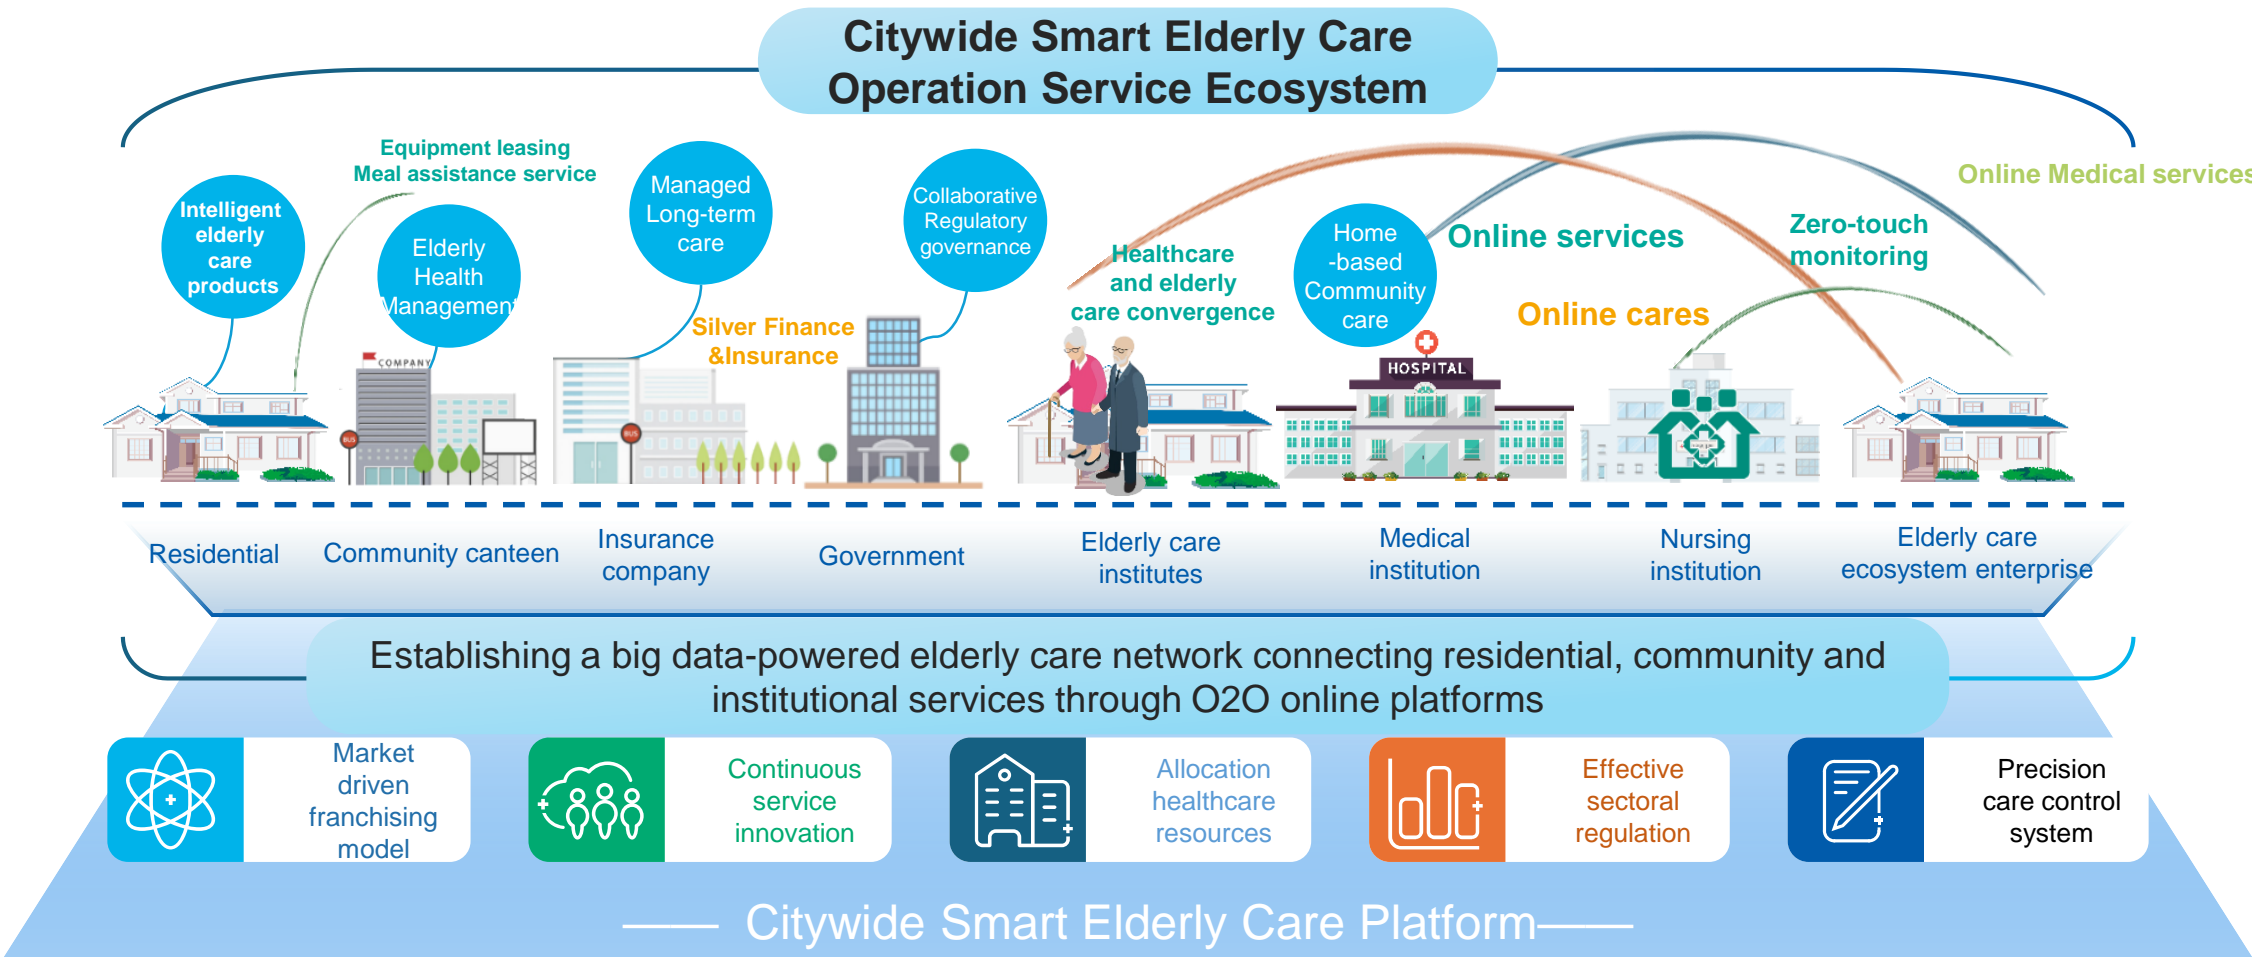 Citywide Smart Elderly Care
Operation Service Ecosystem
Equipment leasing
Meal assistance service
Intelligent
elderly
care
products
Elderly
Health
Management
Managed
Long-term
care
Silver Finance
&Insurance
Collaborative
Regulatory
governance
Healthcare
and elderly
care convergence
Home
-based
Community
care
Online services
Online cares
Zero-touch
monitoring
Online Medical services
COMPANY
BUS
BUS
HOSPITAL
Residential
Community canteen
Insurance
company
Government
Elderly care
institutes
Medical
institution
Nursing
institution
Elderly care
ecosystem enterprise
Establishing a big data-powered elderly care network connecting residential, community and
institutional services through O2O online platforms
Market
driven
franchising
model
Continuous
service
innovation
Allocation
healthcare
resources
Effective
sectoral
regulation
Precision
care control
system
Citywide Smart Elderly Care Platform